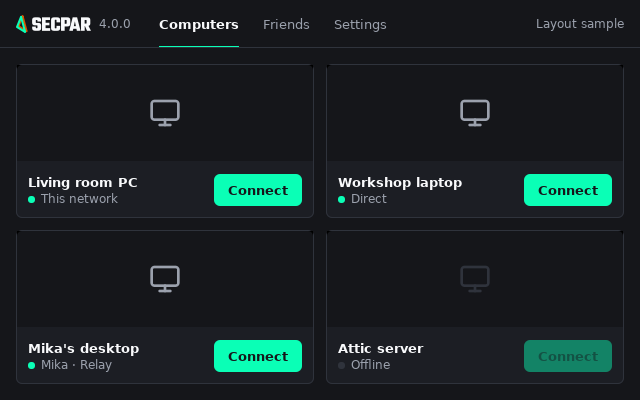 SECPAR 4.0.0 Computers Friends Settings Layout sample
Living room PC
This network
Connect
Workshop laptop
Direct
Connect
Mika's desktop
Mika · Relay
Connect
Attic server
Offline
Connect